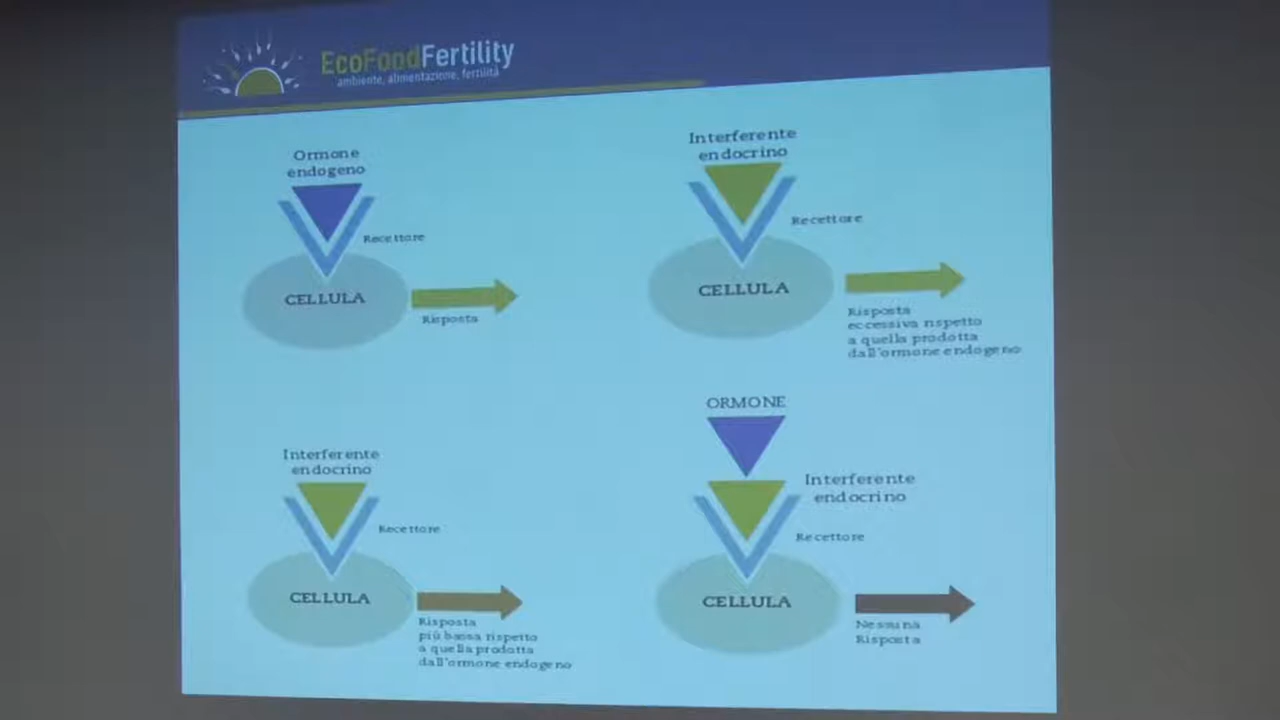 EcoFoodFertility
ambiente, alimentazione, fertilità
Ormone
endogeno
Recettore
CELLULA
Risposta
Interferente
endocrino
Recettore
CELLULA
Risposta
eccessiva rispetto
a quella prodotta
dall'ormone endogeno
Interferente
endocrino
Recettore
CELLULA
Risposta
più bassa rispetto
a quella prodotta
dall'ormone endogeno
ORMONE
Interferente
endocrino
Recettore
CELLULA
Nessuna
Risposta